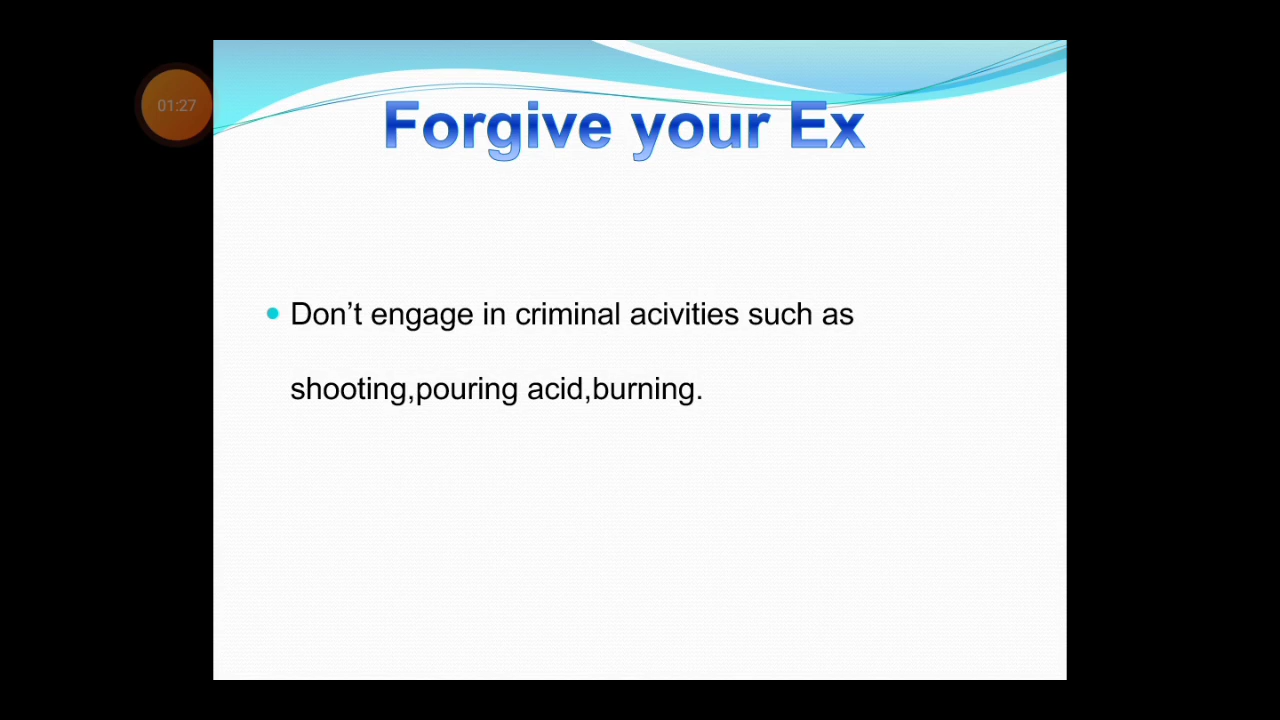 01:27
Forgive your Ex
Don’t engage in criminal acivities such as
shooting,pouring acid,burning.